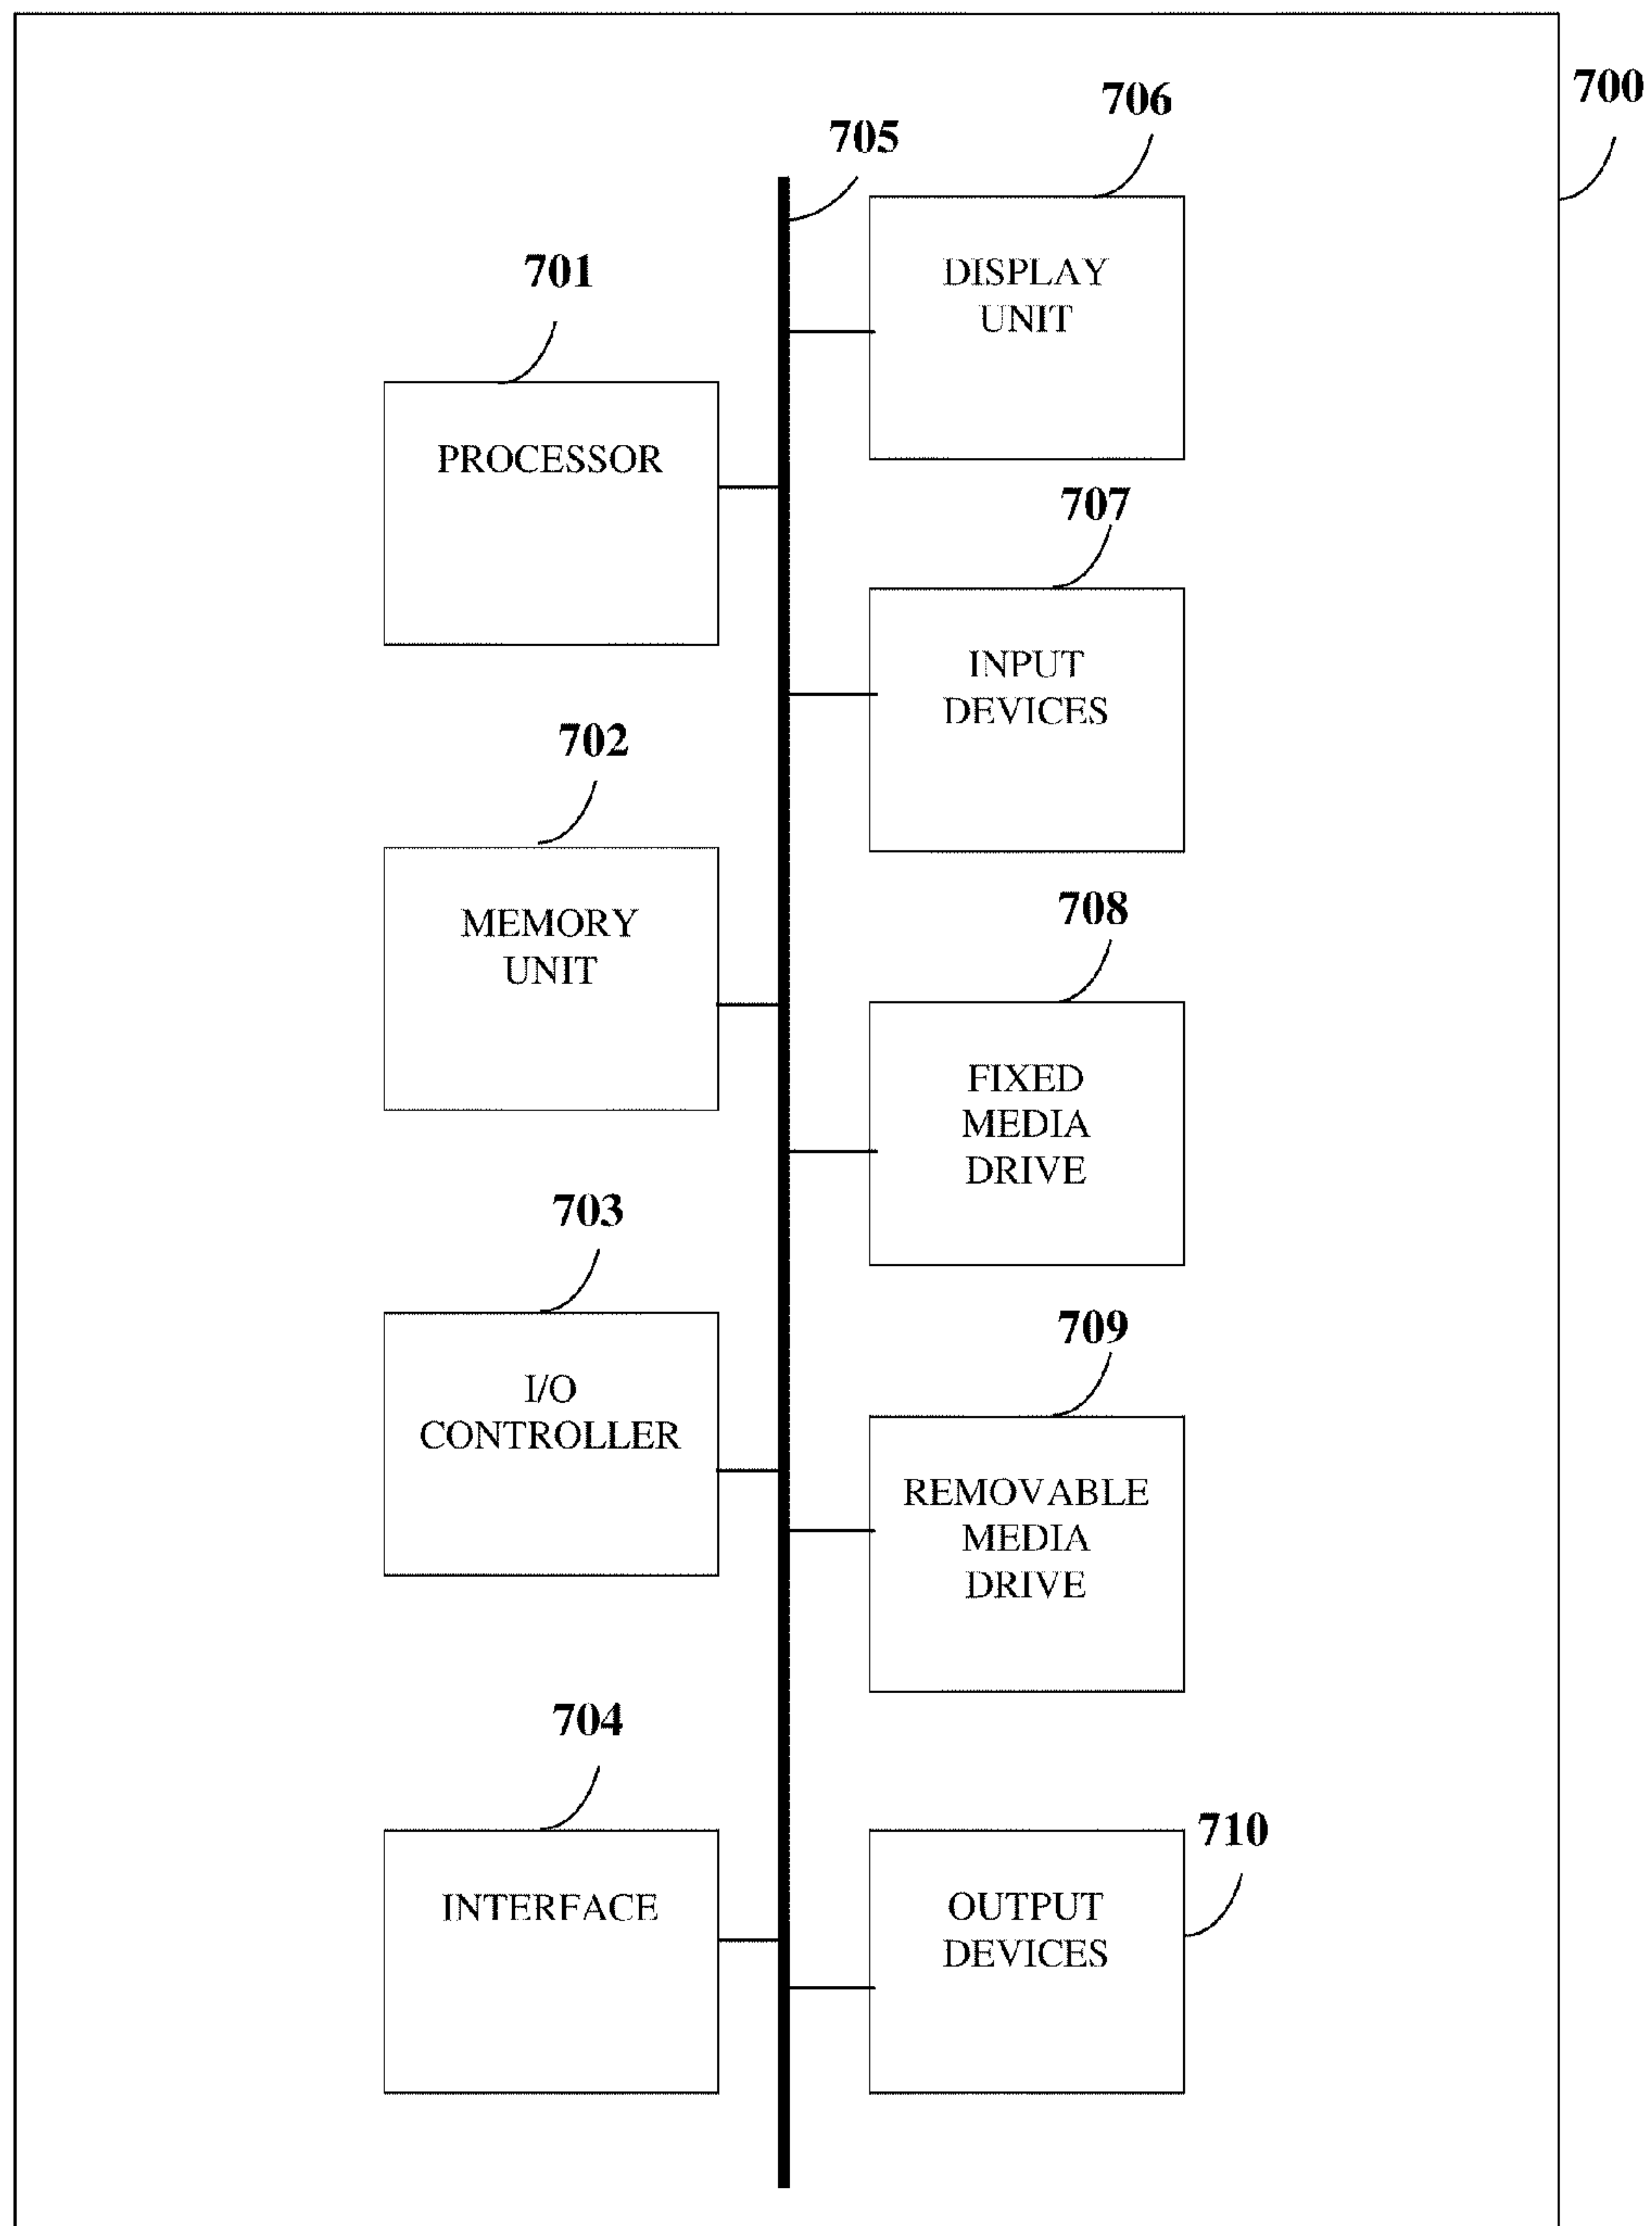 700
706
705
DISPLAY
UNIT
701
PROCESSOR
707
INPUT
DEVICES
702
MEMORY
UNIT
708
FIXED
MEDIA
DRIVE
703
I/O
CONTROLLER
709
REMOVABLE
MEDIA
DRIVE
704
INTERFACE
710
OUTPUT
DEVICES